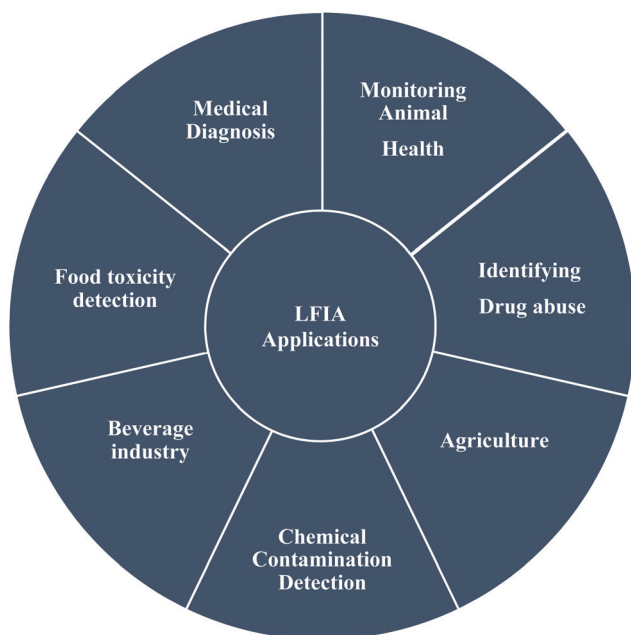 Medical
Diagnosis
Monitoring
Animal
Health
Identifying
Drug abuse
Agriculture
Chemical
Contamination
Detection
Beverage
industry
Food toxicity
detection
LFIA
Applications